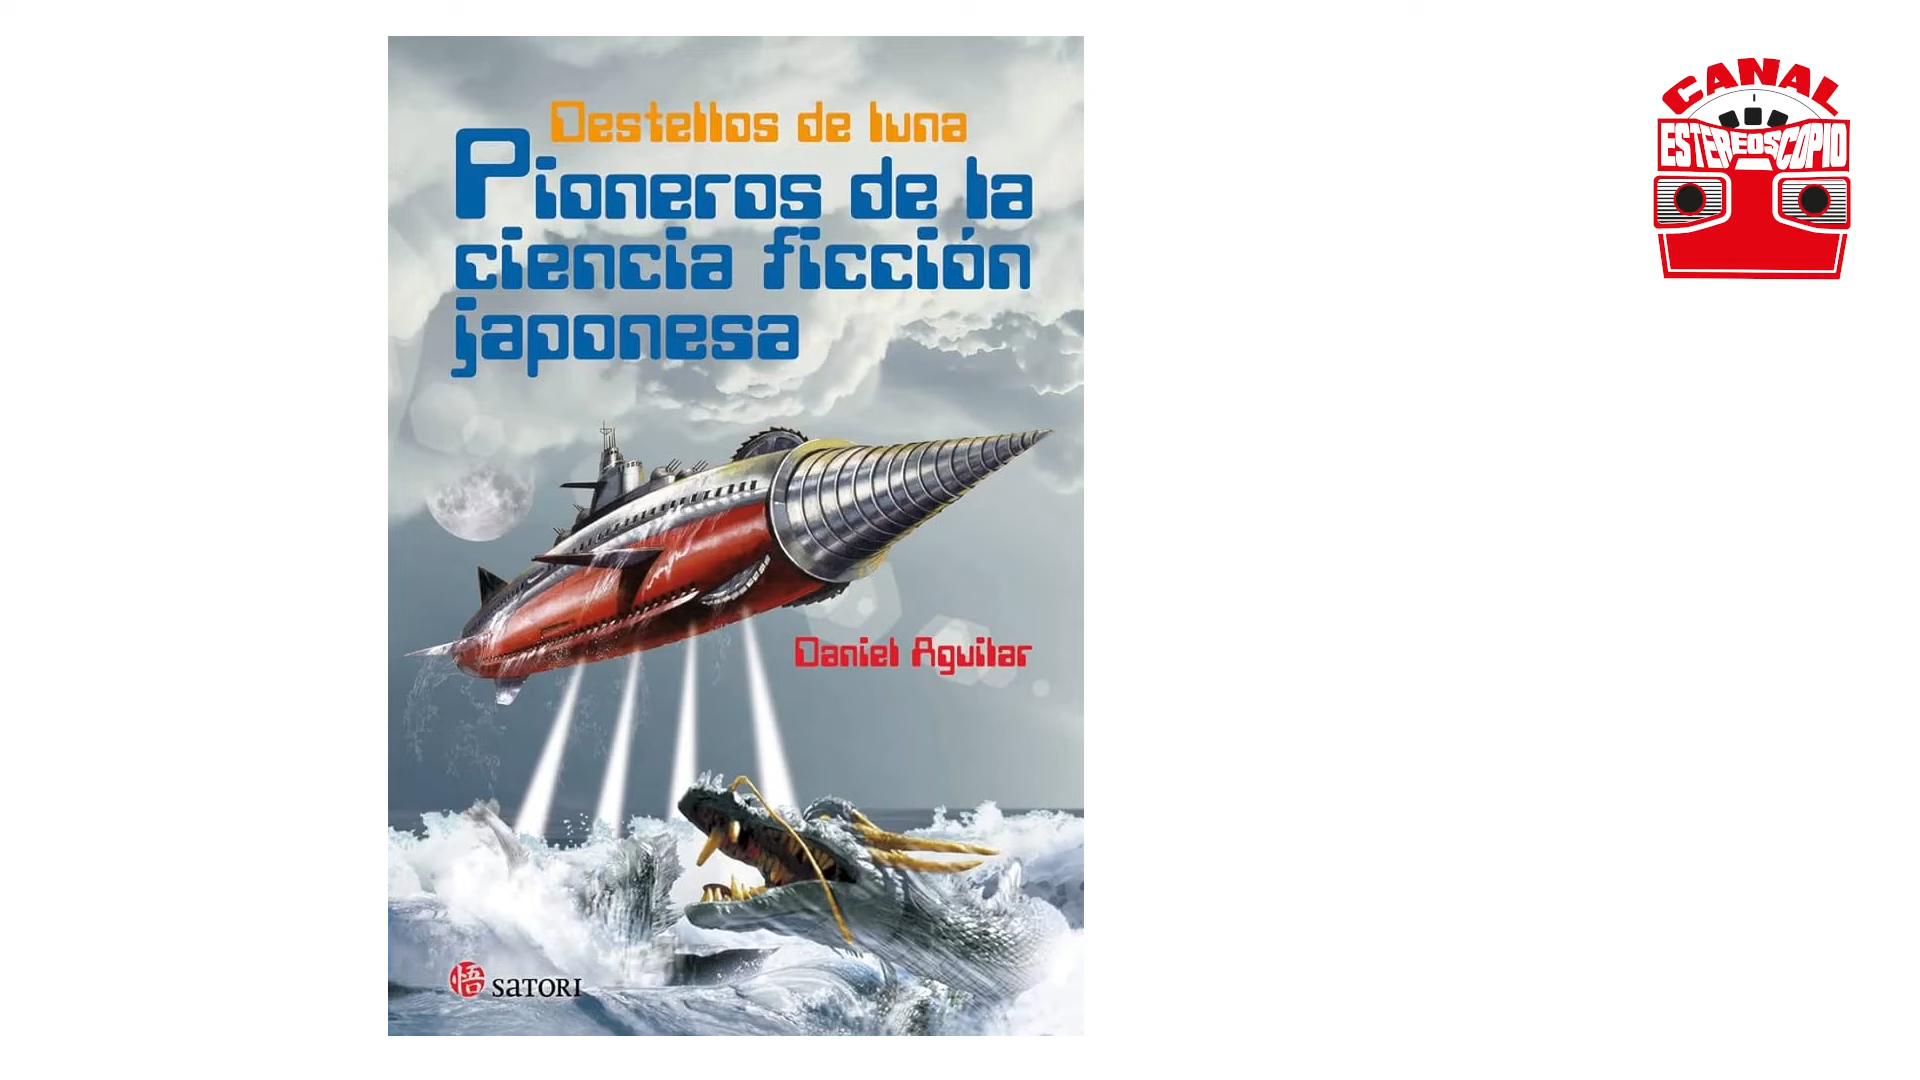 Destellos de luna
Pioneros de la
ciencia ficción
japonesa
Daniel Aguilar
悟 SATORI
CANAL
ESTEREOSCOPIO